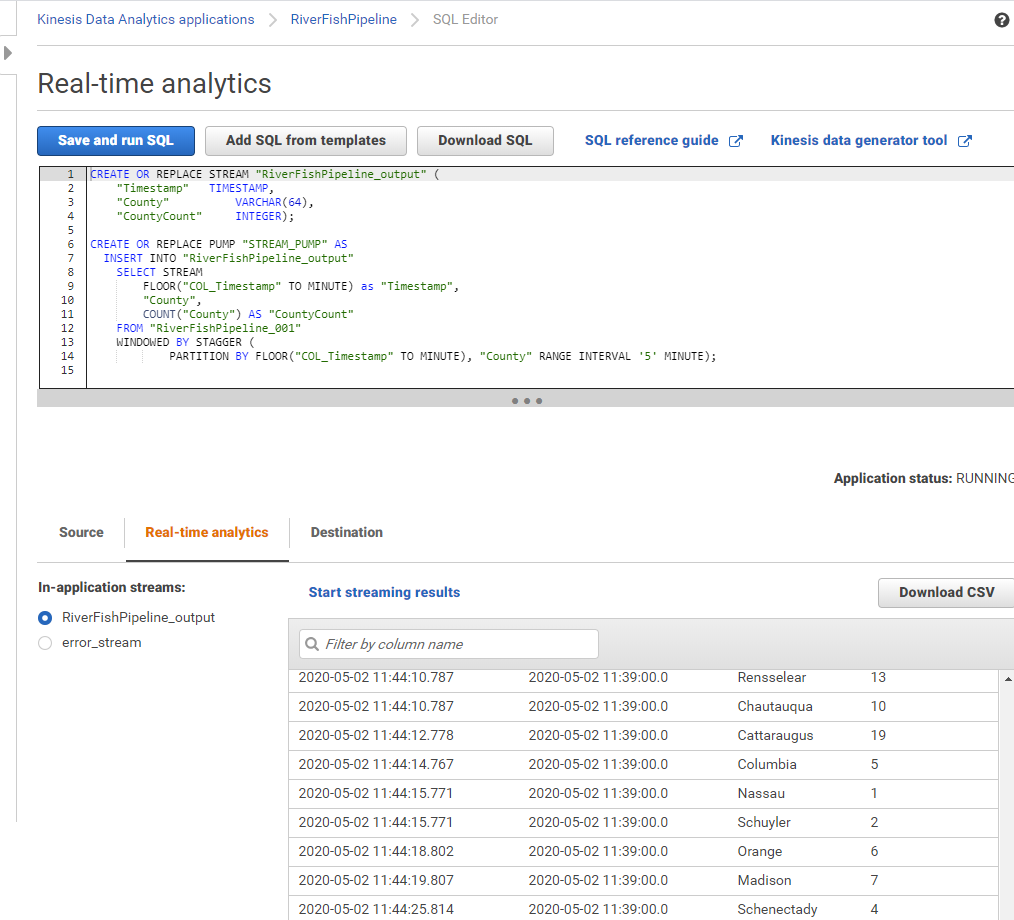 Kinesis Data Analytics applications > RiverFishPipeline > SQL Editor
Real-time analytics
Save and run SQL Add SQL from templates Download SQL SQL reference guide Kinesis data generator tool
1 CREATE OR REPLACE STREAM "RiverFishPipeline_output" (
2 "Timestamp" TIMESTAMP,
3 "County" VARCHAR(64),
4 "CountyCount" INTEGER);
5
6 CREATE OR REPLACE PUMP "STREAM_PUMP" AS
7 INSERT INTO "RiverFishPipeline_output"
8 SELECT STREAM
9 FLOOR("COL_Timestamp" TO MINUTE) as "Timestamp",
10 "County",
11 COUNT("County") AS "CountyCount"
12 FROM "RiverFishPipeline_001"
13 WINDOWED BY STAGGER (
14 PARTITION BY FLOOR("COL_Timestamp" TO MINUTE), "County" RANGE INTERVAL '5' MINUTE);
15
Application status: RUNNING
Source Real-time analytics Destination
In-application streams:
RiverFishPipeline_output
error_stream
Start streaming results Download CSV
Filter by column name
2020-05-02 11:44:10.787 2020-05-02 11:39:00.0 Rensselear 13
2020-05-02 11:44:10.787 2020-05-02 11:39:00.0 Chautauqua 10
2020-05-02 11:44:12.778 2020-05-02 11:39:00.0 Cattaraugus 19
2020-05-02 11:44:14.767 2020-05-02 11:39:00.0 Columbia 5
2020-05-02 11:44:15.771 2020-05-02 11:39:00.0 Nassau 1
2020-05-02 11:44:15.771 2020-05-02 11:39:00.0 Schuyler 2
2020-05-02 11:44:18.802 2020-05-02 11:39:00.0 Orange 6
2020-05-02 11:44:19.807 2020-05-02 11:39:00.0 Madison 7
2020-05-02 11:44:25.814 2020-05-02 11:39:00.0 Schenectady 4